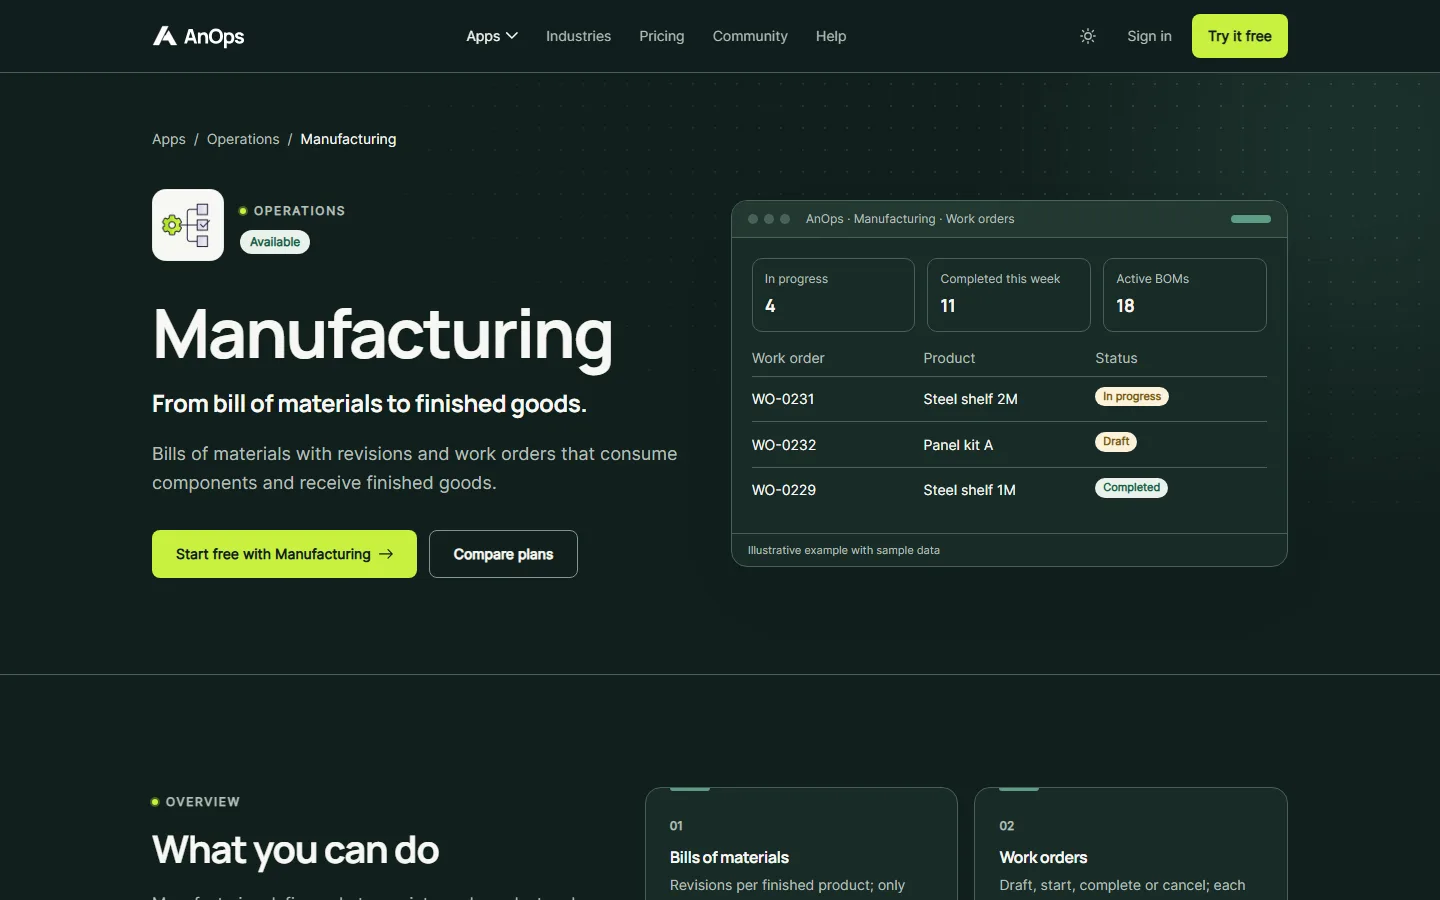 AnOps
Apps
Industries
Pricing
Community
Help
Sign in
Try it free
Apps / Operations / Manufacturing
OPERATIONS
Available
Manufacturing
From bill of materials to finished goods.
Bills of materials with revisions and work orders that consume
components and receive finished goods.
Start free with Manufacturing →
Compare plans
AnOps · Manufacturing · Work orders
In progress
4
Completed this week
11
Active BOMs
18
Work order Product Status
WO-0231 Steel shelf 2M In progress
WO-0232 Panel kit A Draft
WO-0229 Steel shelf 1M Completed
Illustrative example with sample data
OVERVIEW
What you can do
01
Bills of materials
Revisions per finished product; only
02
Work orders
Draft, start, complete or cancel; each